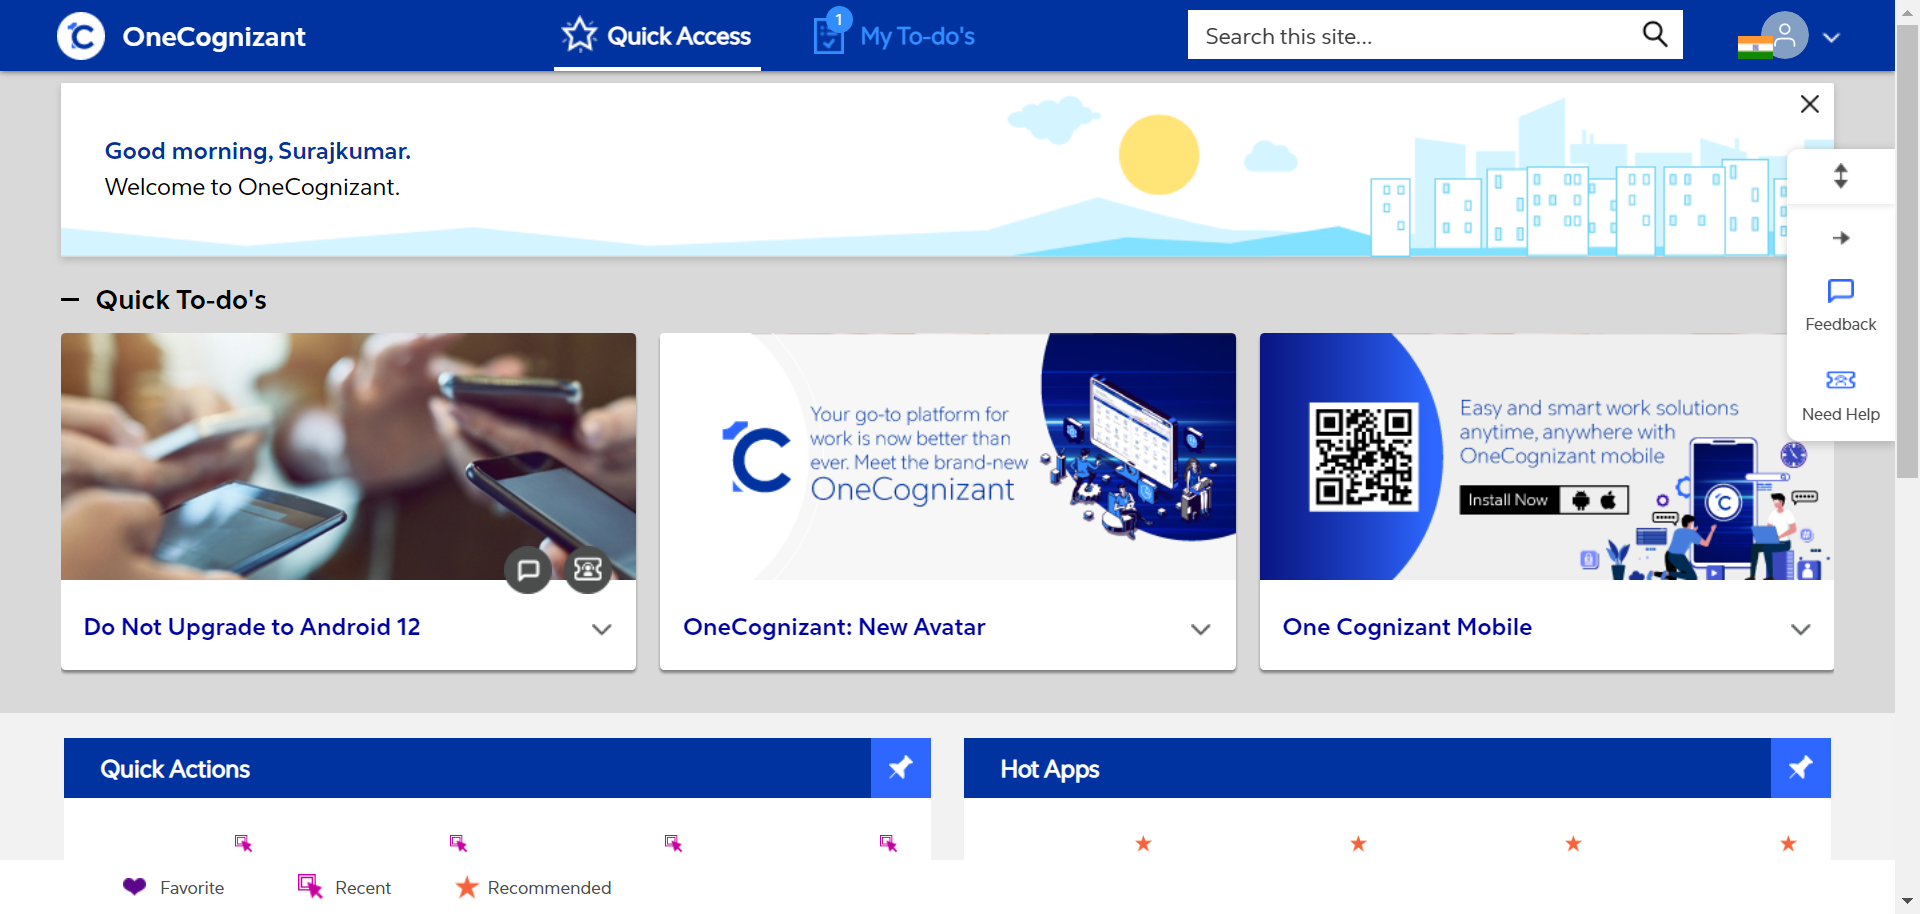 OneCognizant
Quick Access
1
My To-do's
Search this site...
Good morning, Surajkumar.
Welcome to OneCognizant.
Feedback
Need Help
Quick To-do's
Your go-to platform for
work is now better than
ever. Meet the brand-new
OneCognizant
Easy and smart work solutions
anytime, anywhere with
OneCognizant mobile
Install Now
Do Not Upgrade to Android 12
OneCognizant: New Avatar
One Cognizant Mobile
Quick Actions
Hot Apps
Favorite
Recent
Recommended